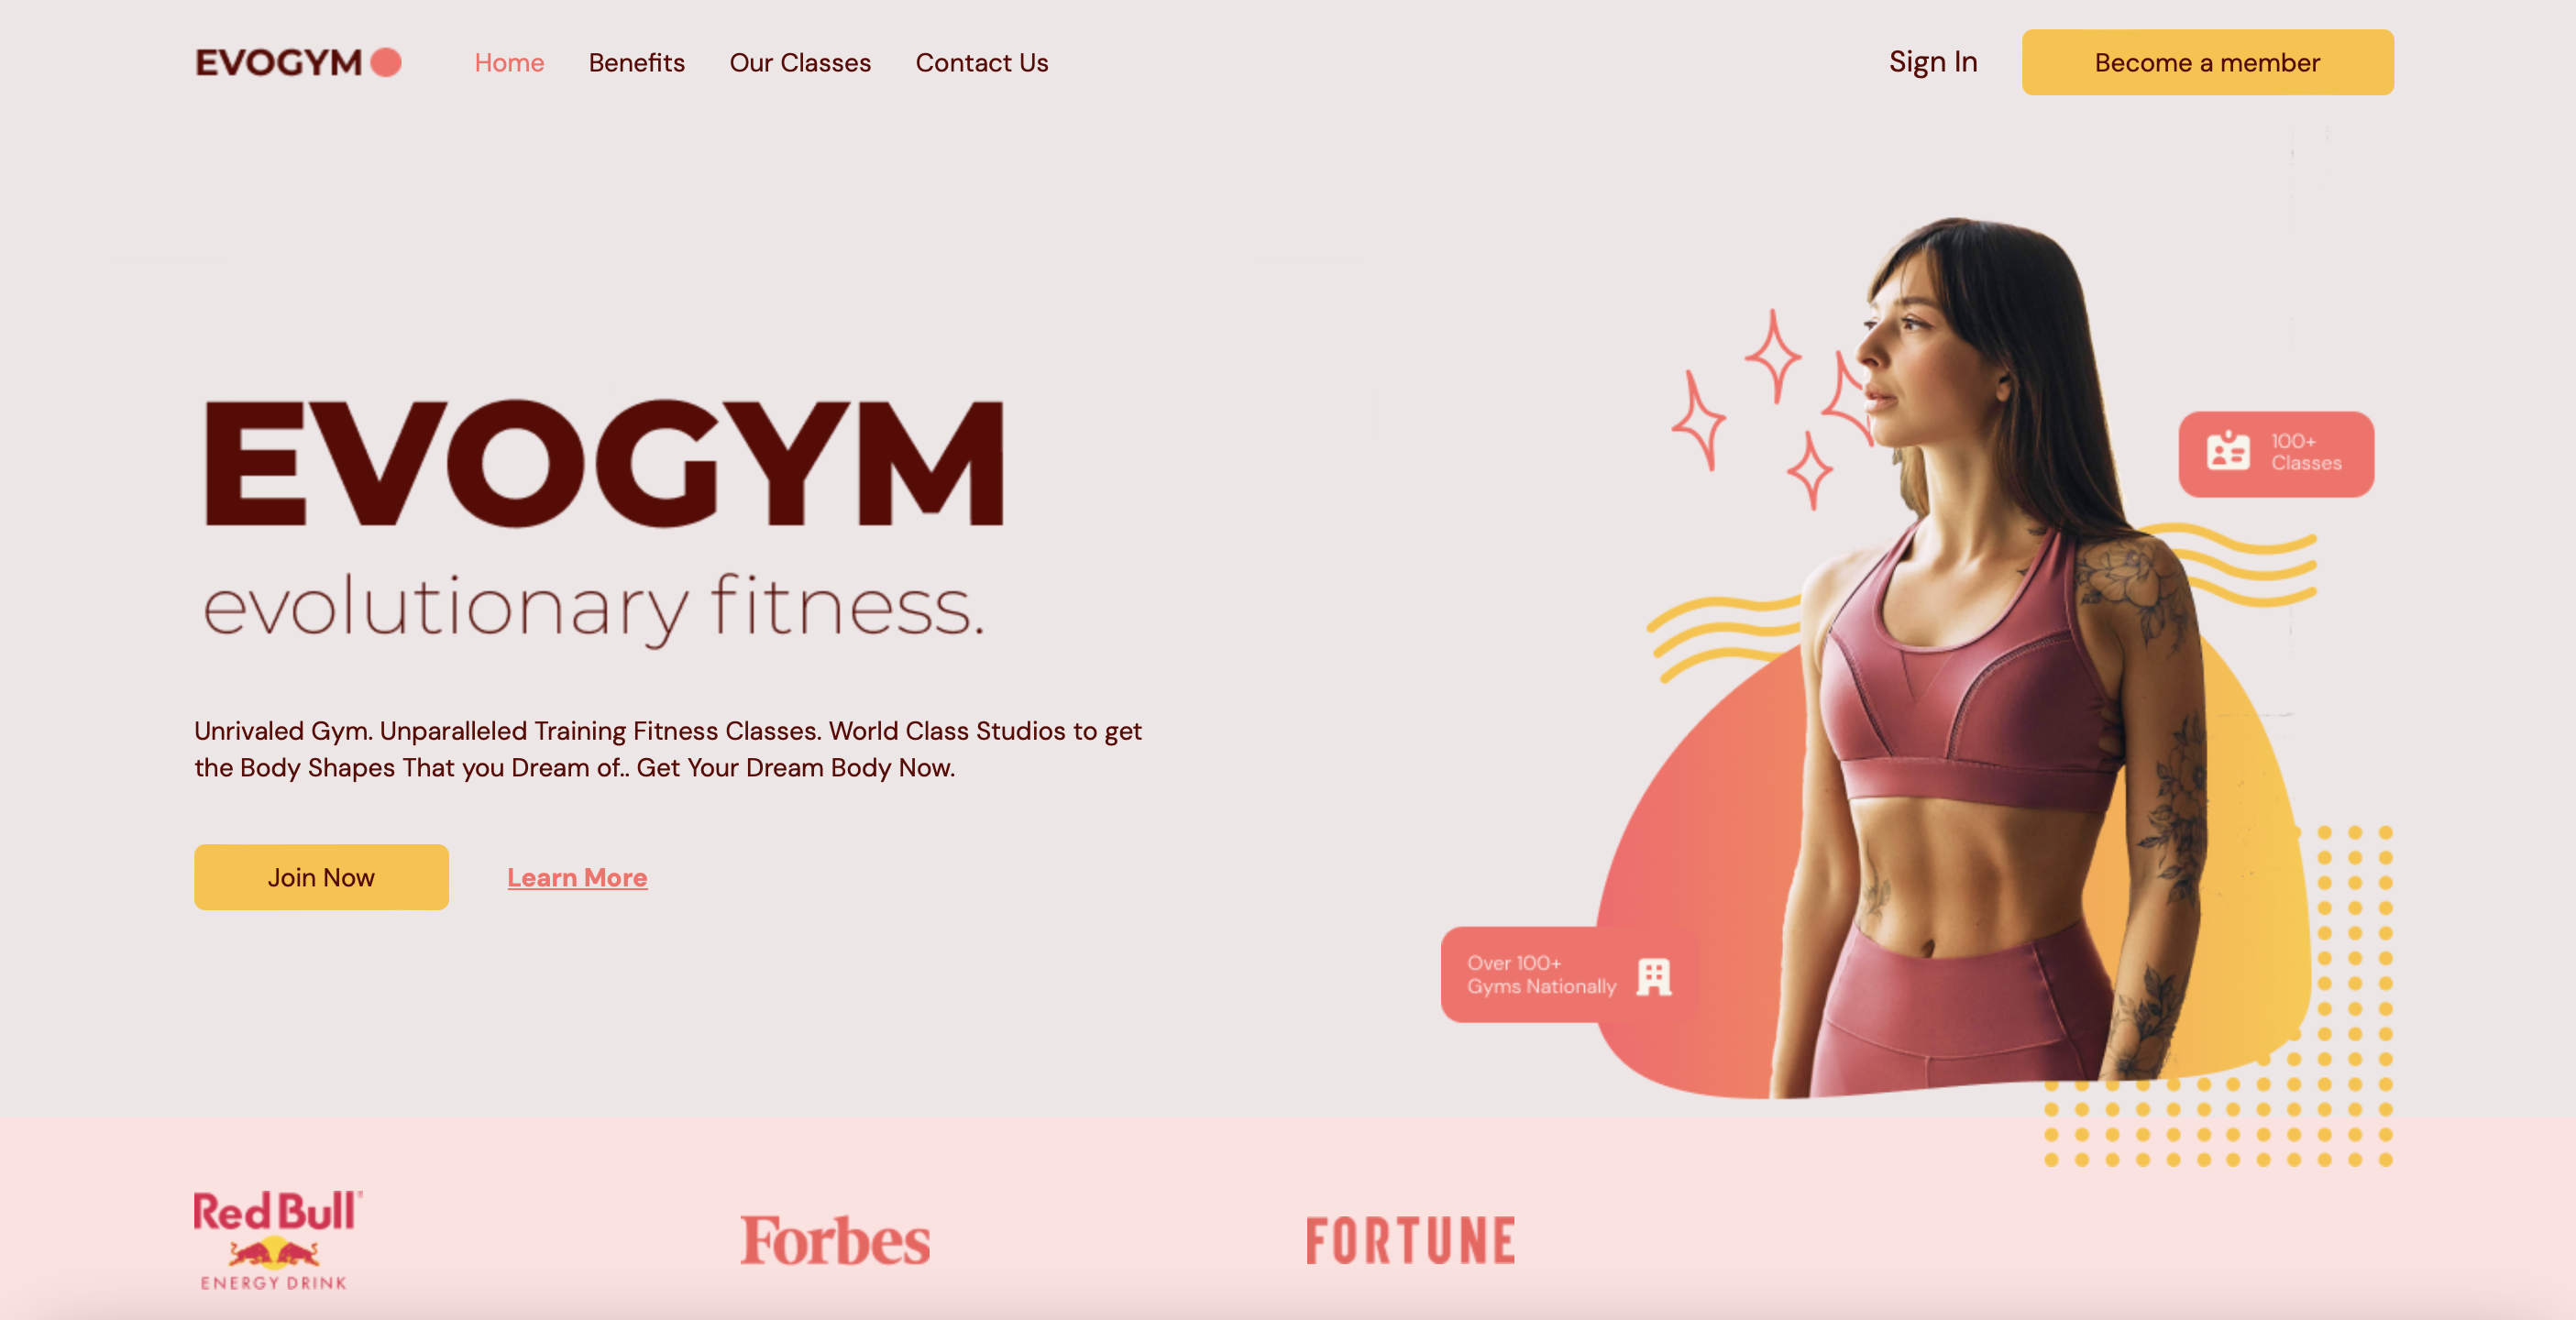 EVOGYM
Home
Benefits
Our Classes
Contact Us
Sign In
Become a member
EVOGYM
evolutionary fitness.
Unrivaled Gym. Unparalleled Training Fitness Classes. World Class Studios to get
the Body Shapes That you Dream of.. Get Your Dream Body Now.
Join Now
Learn More
100+
Classes
Over 100+
Gyms Nationally
Red Bull
ENERGY DRINK
Forbes
FORTUNE